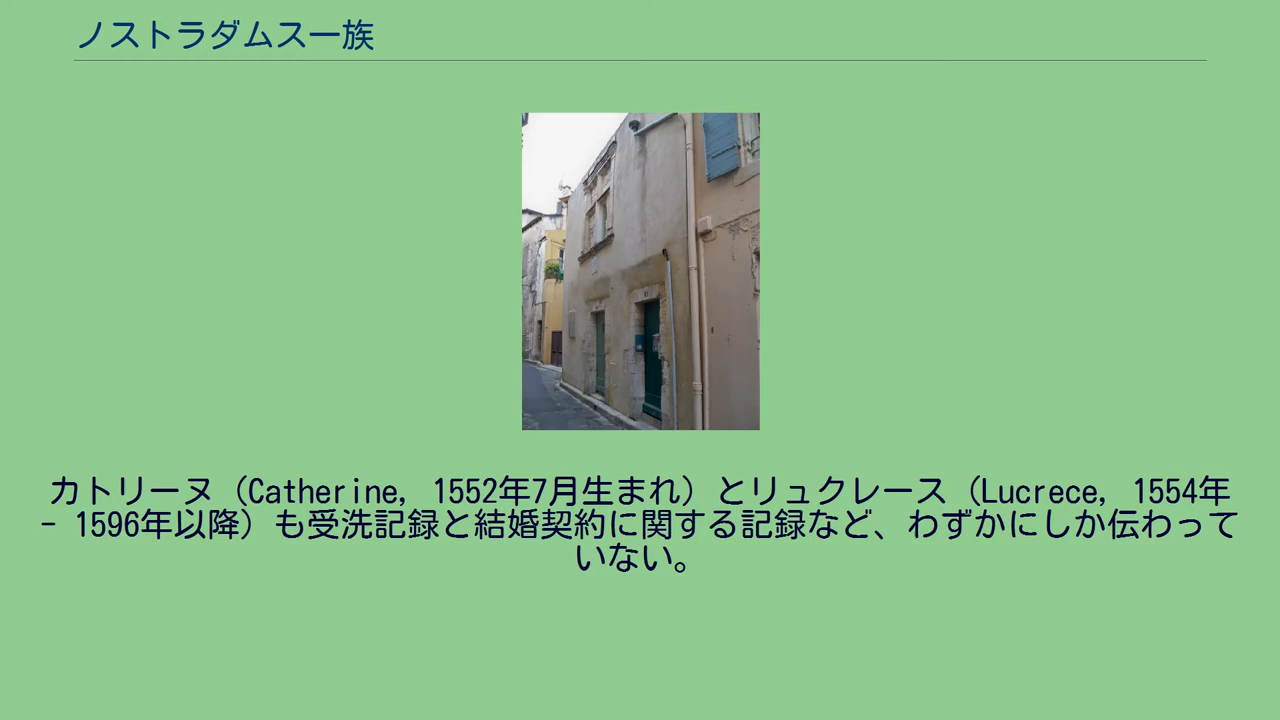 ノストラダムス一族
カトリーヌ（Catherine, 1552年7月生まれ）とリュクレース（Lucrece, 1554年
- 1596年以降）も受洗記録と結婚契約に関する記録など、わずかにしか伝わって
いない。